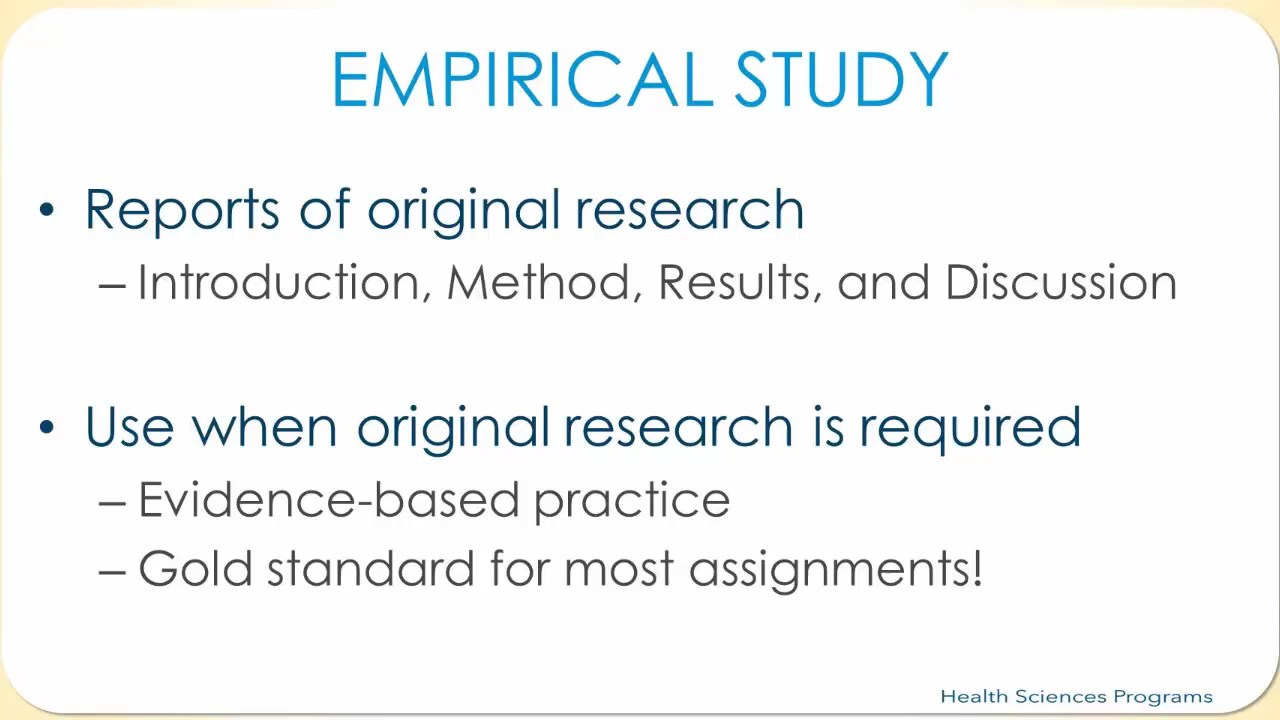 EMPIRICAL STUDY
• Reports of original research
– Introduction, Method, Results, and Discussion
• Use when original research is required
– Evidence-based practice
– Gold standard for most assignments!
Health Sciences Programs